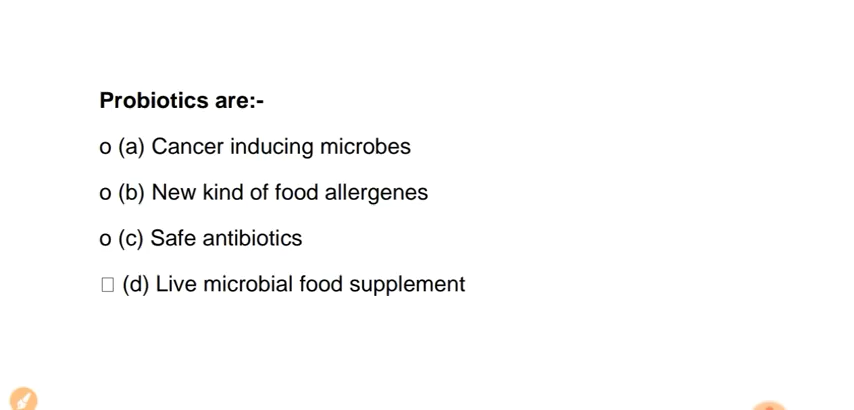 Probiotics are:-
o (a) Cancer inducing microbes
o (b) New kind of food allergenes
o (c) Safe antibiotics
□ (d) Live microbial food supplement